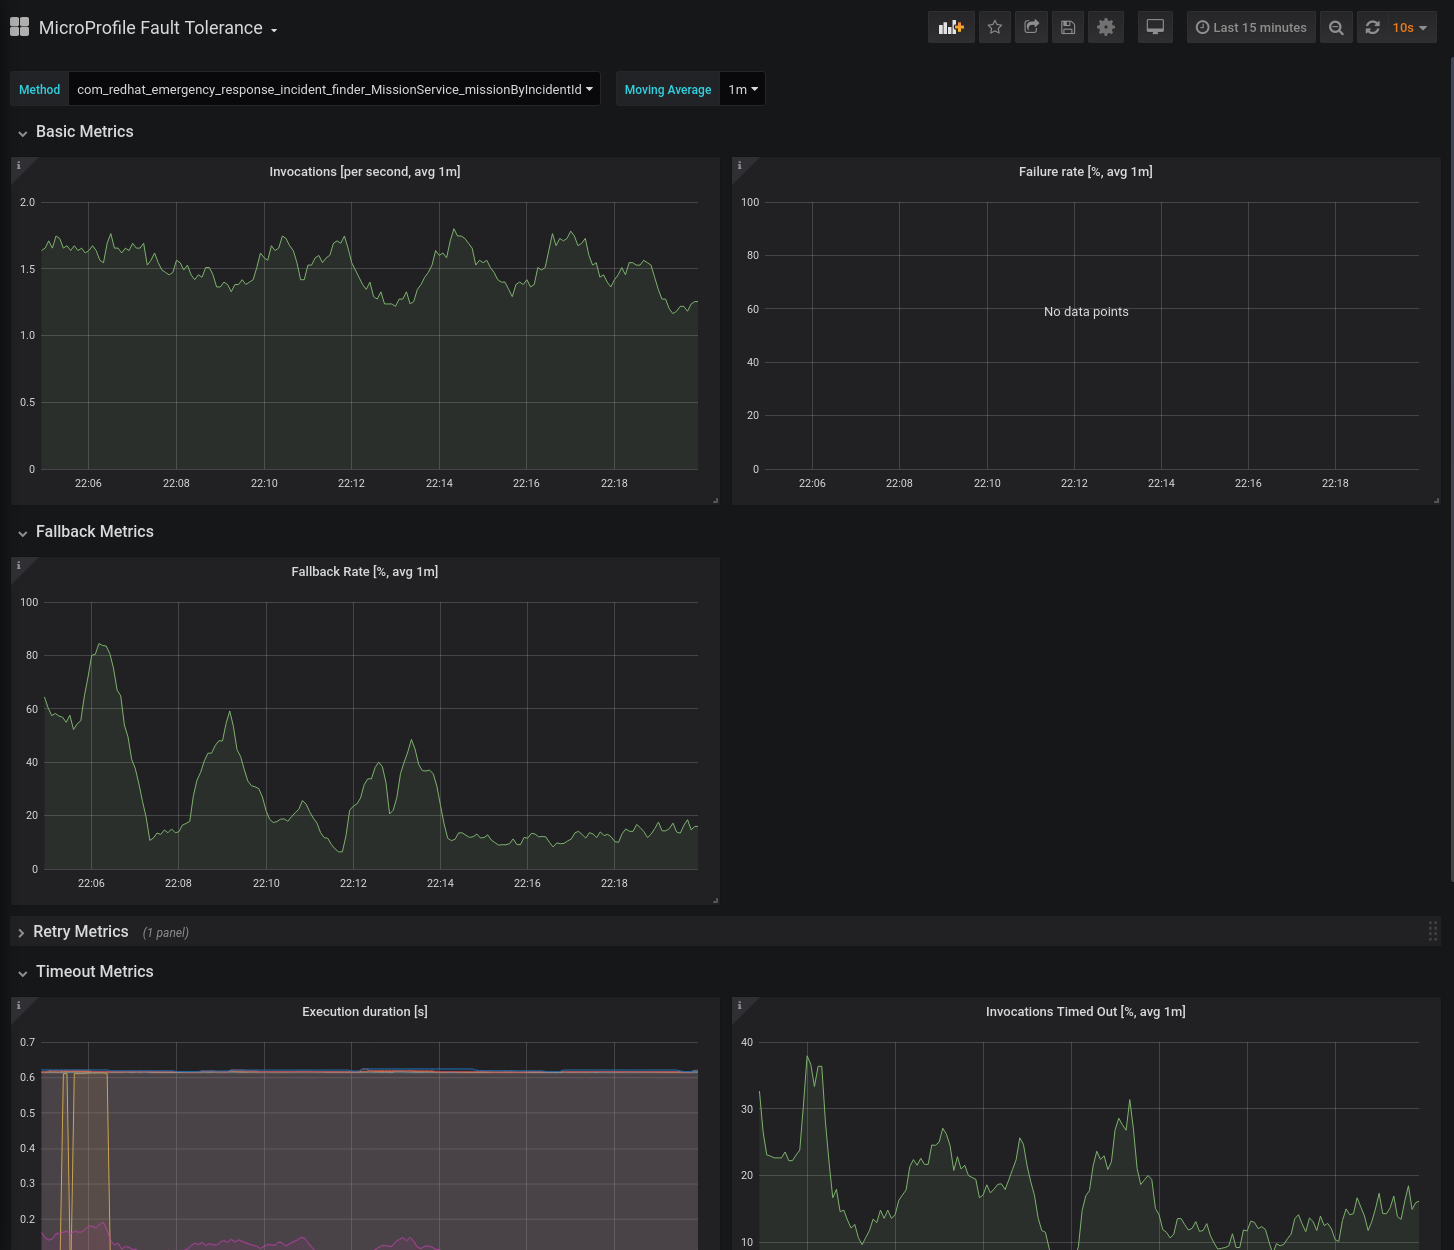 MicroProfile Fault Tolerance
Last 15 minutes
10s
Method com_redhat_emergency_response_incident_finder_MissionService_missionByIncidentId
Moving Average 1m
Basic Metrics
Invocations [per second, avg 1m]
2.0
1.5
1.0
0.5
0
22:06 22:08 22:10 22:12 22:14 22:16 22:18
Failure rate [%, avg 1m]
100
80
60
40
20
0
No data points
22:06 22:08 22:10 22:12 22:14 22:16 22:18
Fallback Metrics
Fallback Rate [%, avg 1m]
100
80
60
40
20
0
22:06 22:08 22:10 22:12 22:14 22:16 22:18
Retry Metrics (1 panel)
Timeout Metrics
Execution duration [s]
0.7
0.6
0.5
0.4
0.3
0.2
Invocations Timed Out [%, avg 1m]
40
30
20
10